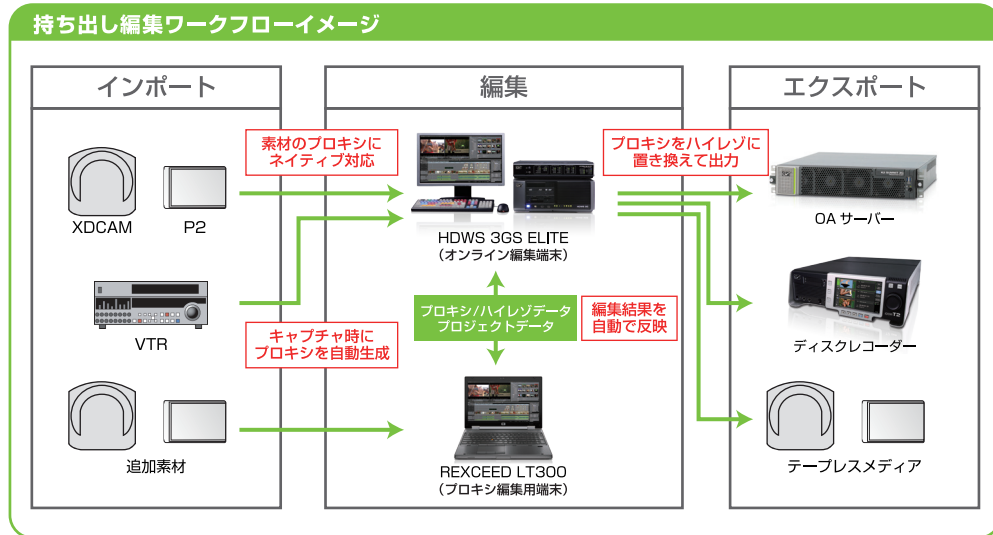 持ち出し編集ワークフローイメージ
インポート
XDCAM
P2
VTR
追加素材
素材のプロキシに
ネイティブ対応
キャプチャ時に
プロキシを自動生成
編集
HDWS 3GS ELITE
(オンライン編集端末)
プロキシ/ハイレゾデータ
プロジェクトデータ
編集結果を
自動で反映
REXCEED LT300
(プロキシ編集用端末)
プロキシをハイレゾに
置き換えて出力
エクスポート
OA サーバー
T2
ディスクレコーダー
テープレスメディア